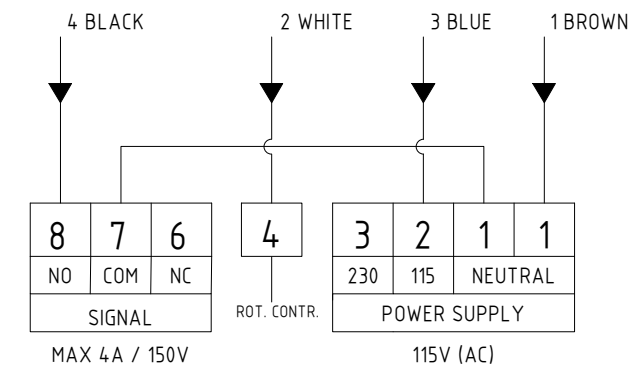 4 BLACK 2 WHITE 3 BLUE 1 BROWN
8 7 6 4 3 2 1 1
NO COM NC 230 115 NEUTRAL
SIGNAL ROT. CONTR. POWER SUPPLY
MAX 4A / 150V 115V (AC)